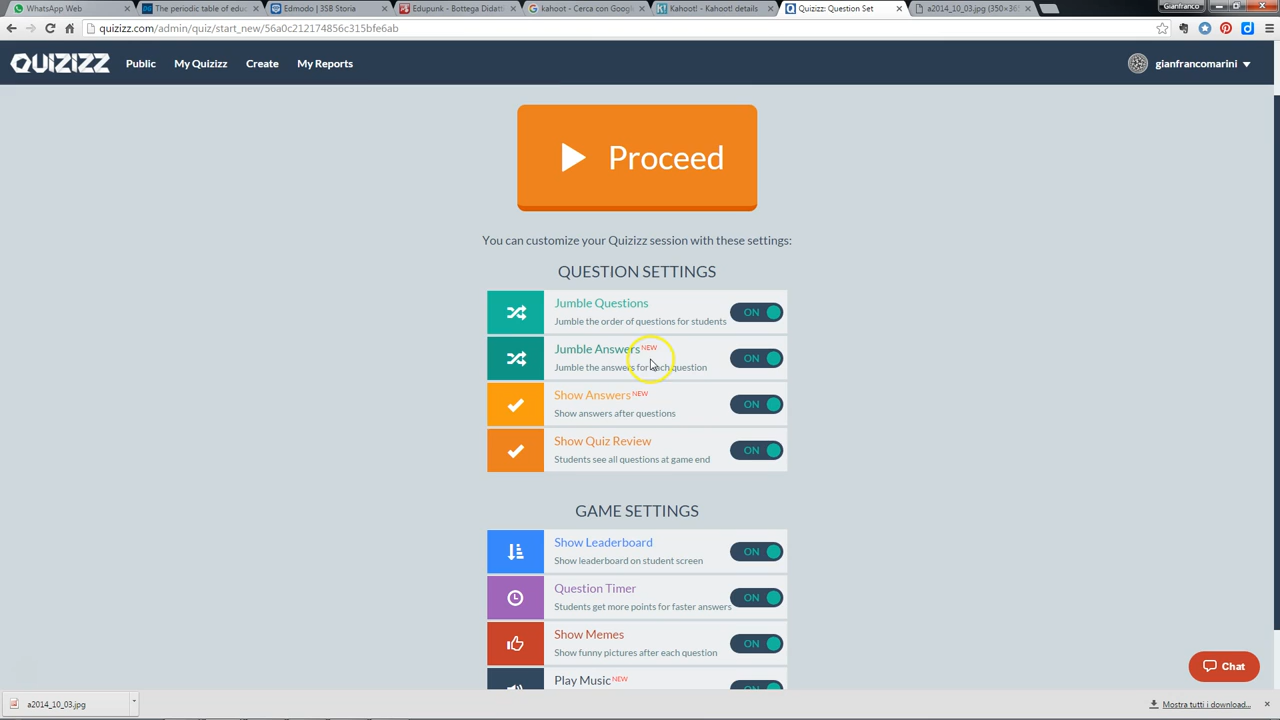 Gianfranco
WhatsApp Web
The periodic table of educ
Edmodo | 3SB Storia
Edupunk - Bottega Didatti
kahoot - Cerca con Google
Kahoot! - Kahoot! details
Quizizz: Question Set
a2014_10_03.jpg (350×365
quizizz.com/admin/quiz/start_new/56a0c212174856c315bfe6ab
QUIZIZZ
Public
My Quizizz
Create
My Reports
gianfrancomarini
Proceed
You can customize your Quizizz session with these settings:
QUESTION SETTINGS
Jumble Questions
Jumble the order of questions for students
ON
Jumble Answers NEW
Jumble the answers for each question
ON
Show Answers NEW
Show answers after questions
ON
Show Quiz Review
Students see all questions at game end
ON
GAME SETTINGS
Show Leaderboard
Show leaderboard on student screen
ON
Question Timer
Students get more points for faster answers
ON
Show Memes
Show funny pictures after each question
ON
Play Music NEW
ON
Chat
a2014_10_03.jpg
Mostra tutti i download...